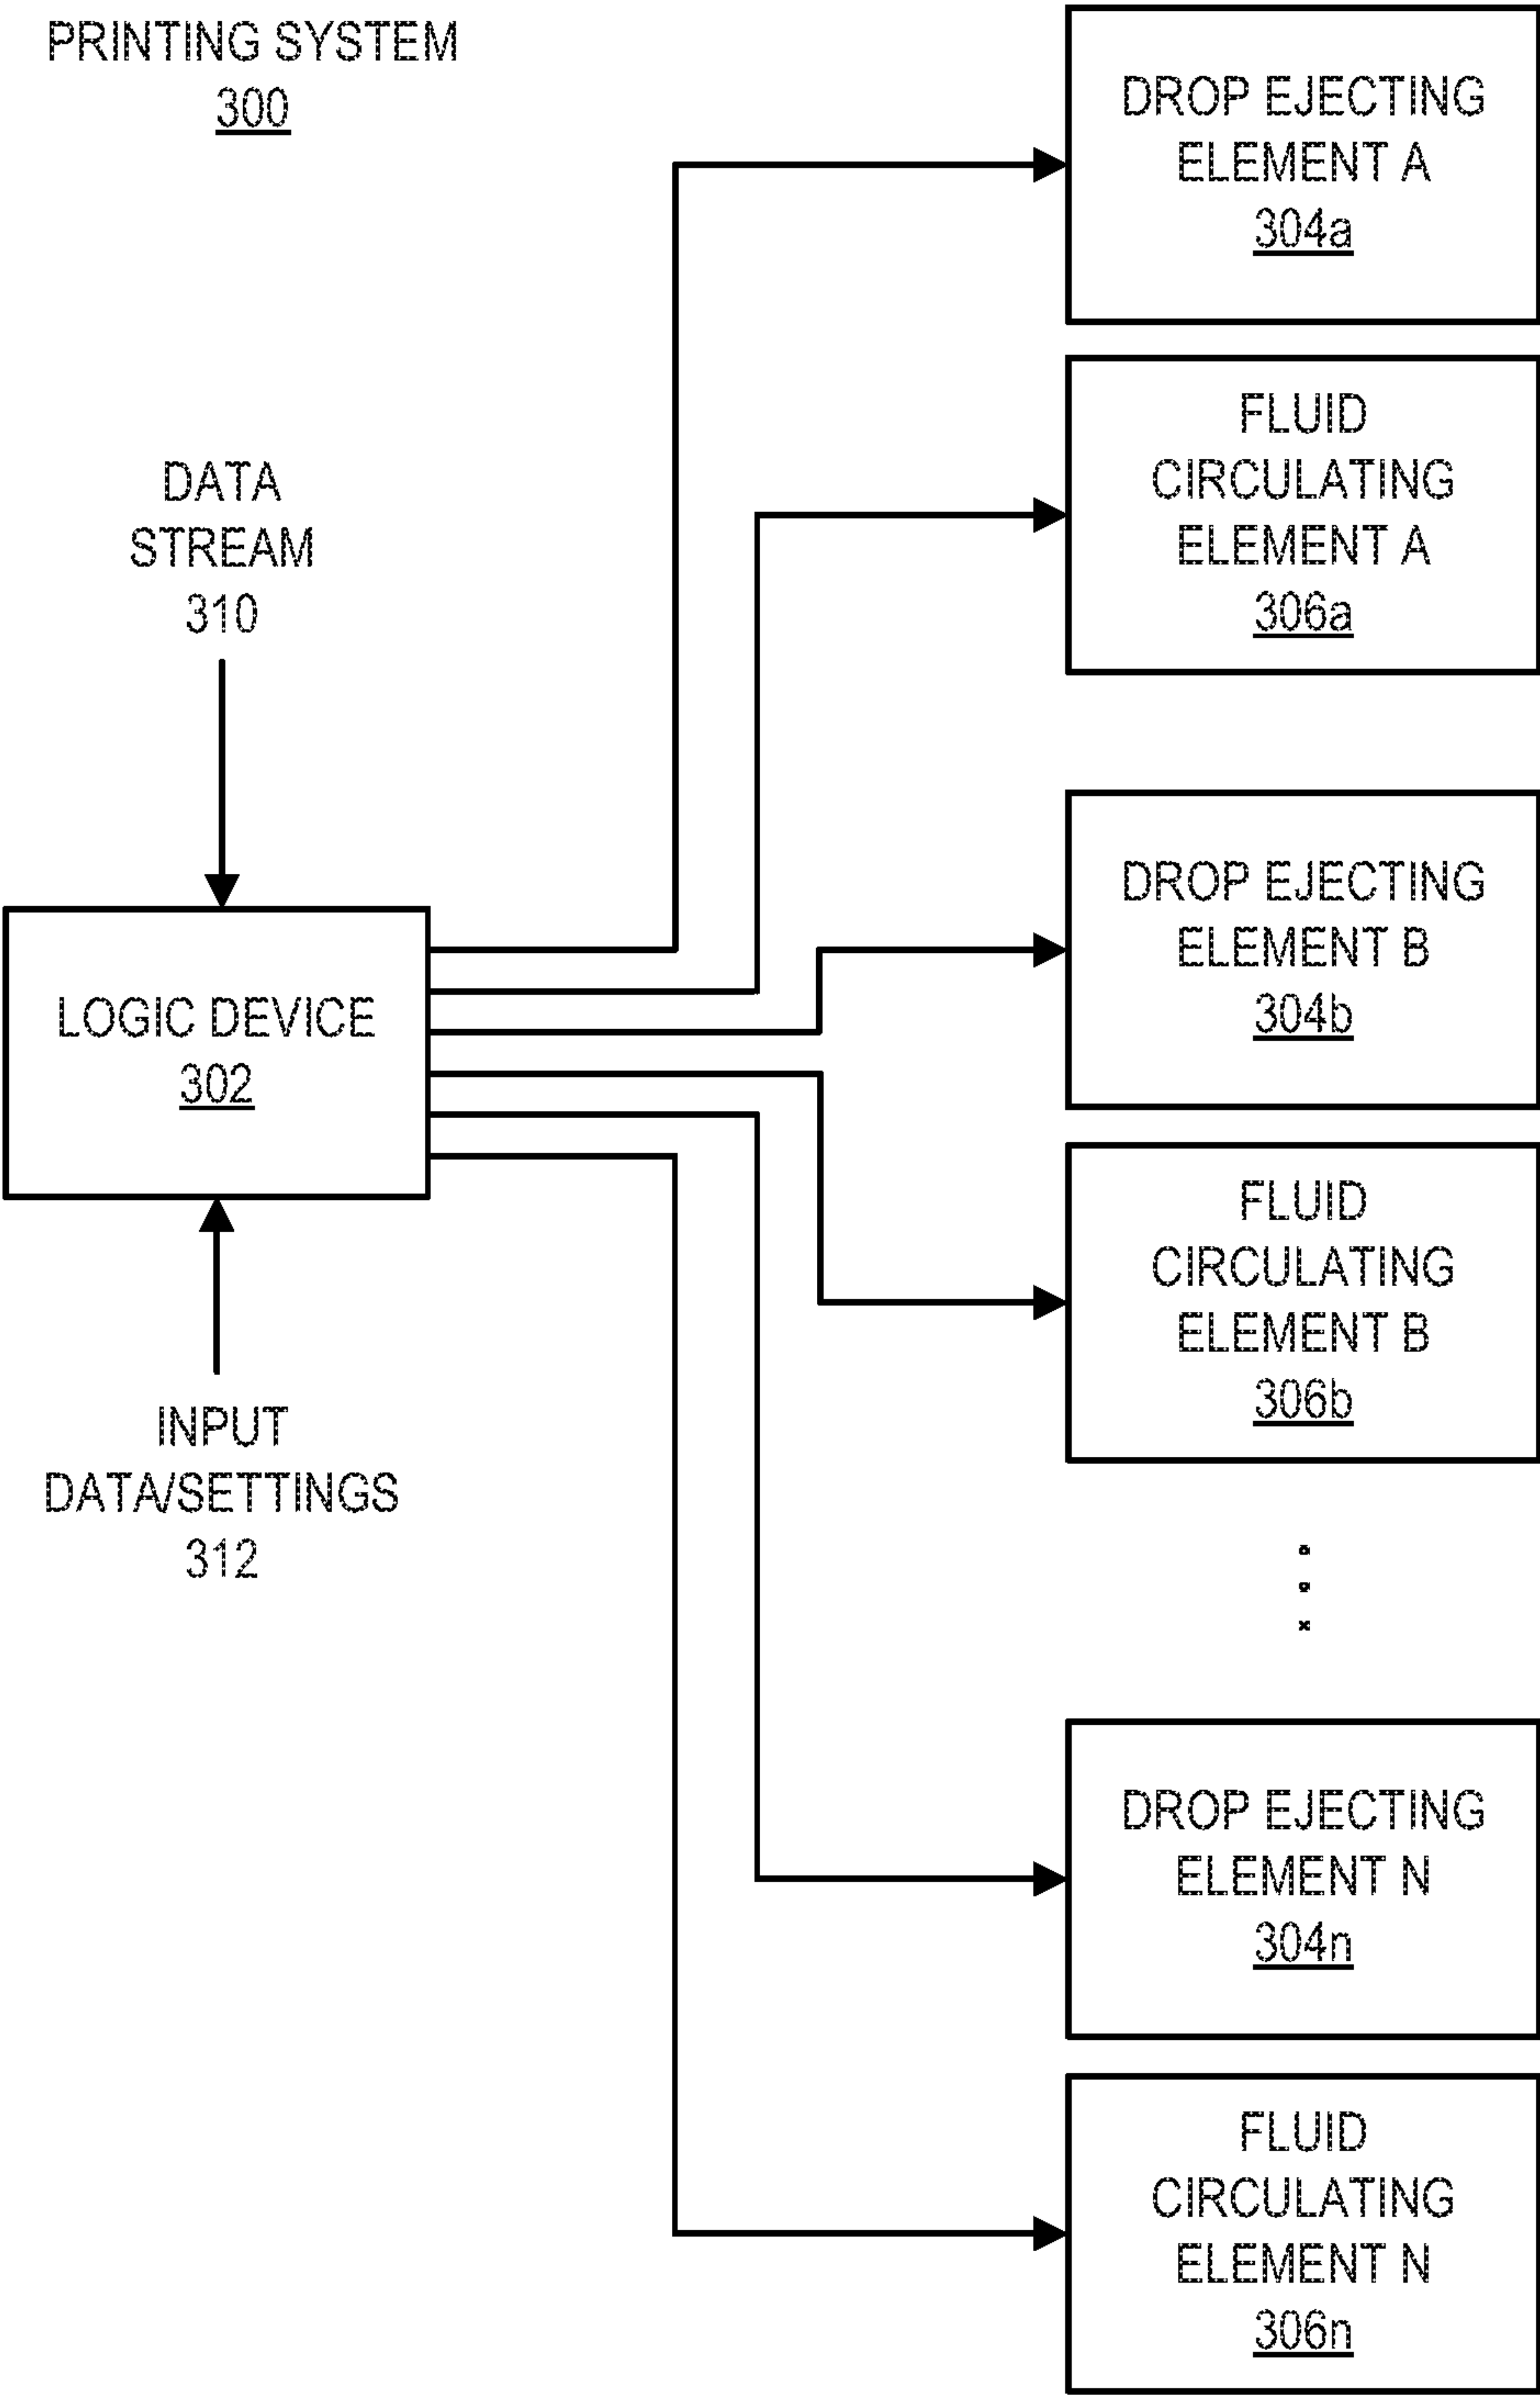 PRINTING SYSTEM
300
DATA
STREAM
310
LOGIC DEVICE
302
INPUT
DATA/SETTINGS
312
DROP EJECTING
ELEMENT A
304a
FLUID
CIRCULATING
ELEMENT A
306a
DROP EJECTING
ELEMENT B
304b
FLUID
CIRCULATING
ELEMENT B
306b
DROP EJECTING
ELEMENT N
304n
FLUID
CIRCULATING
ELEMENT N
306n